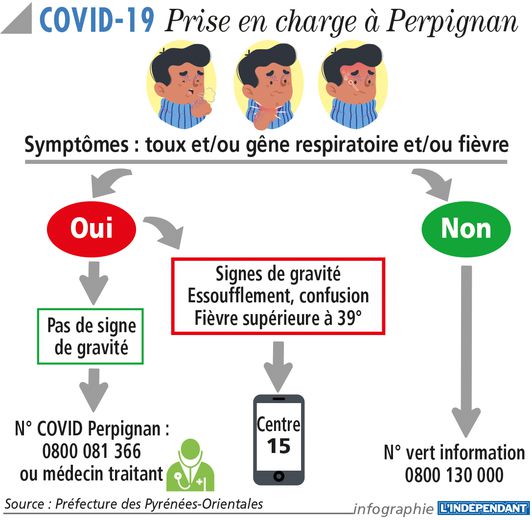 COVID-19 Prise en charge à Perpignan
Symptômes : toux et/ou gêne respiratoire et/ou fièvre
Oui
Non
Signes de gravité
Essoufflement, confusion
Fièvre supérieure à 39°
Pas de signe
de gravité
Centre
15
N° COVID Perpignan :
0800 081 366
ou médecin traitant
N° vert information
0800 130 000
Source : Préfecture des Pyrénées-Orientales
infographie L'INDEPENDANT